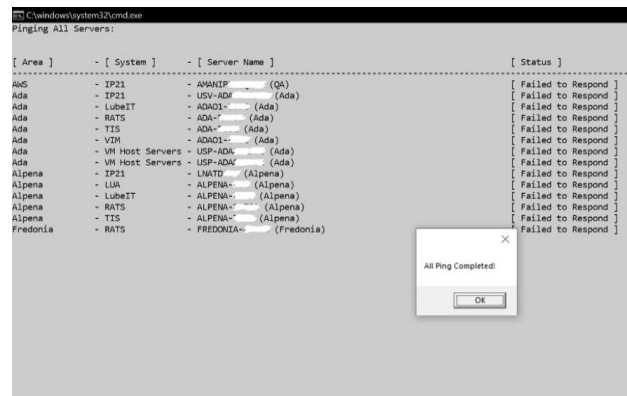 C:\windows\system32\cmd.exe
Pinging All Servers:
[ Area ] - [ System ] - [ Server Name ] [ Status ]
AWS - IP21 - AMANIP (QA) [ Failed to Respond ]
Ada - IP21 - USV-ADA (Ada) [ Failed to Respond ]
Ada - LubeIT - ADA01- (Ada) [ Failed to Respond ]
Ada - RATS - ADA- (Ada) [ Failed to Respond ]
Ada - TIS - ADA- (Ada) [ Failed to Respond ]
Ada - VIM - ADA01- (Ada) [ Failed to Respond ]
Ada - VM Host Servers - USP-ADA (Ada) [ Failed to Respond ]
Ada - VM Host Servers - USP-ADA (Ada) [ Failed to Respond ]
Alpena - IP21 - LNATD (Alpena) [ Failed to Respond ]
Alpena - LUA - ALPENA- (Alpena) [ Failed to Respond ]
Alpena - LubeIT - ALPENA- (Alpena) [ Failed to Respond ]
Alpena - RATS - ALPENA- (Alpena) [ Failed to Respond ]
Alpena - TIS - ALPENA- (Alpena) [ Failed to Respond ]
Fredonia - RATS - FREDONIA- (Fredonia) [ Failed to Respond ]
All Ping Completed!
OK